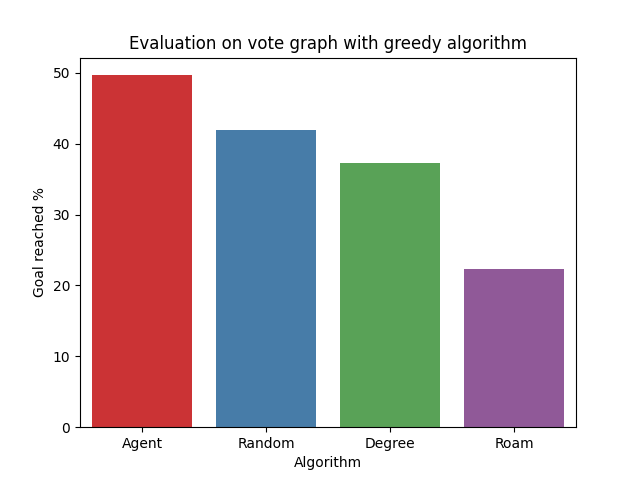 Evaluation on vote graph with greedy algorithm
50
40
30
20
10
0
Goal reached %
Agent Random Degree Roam
Algorithm